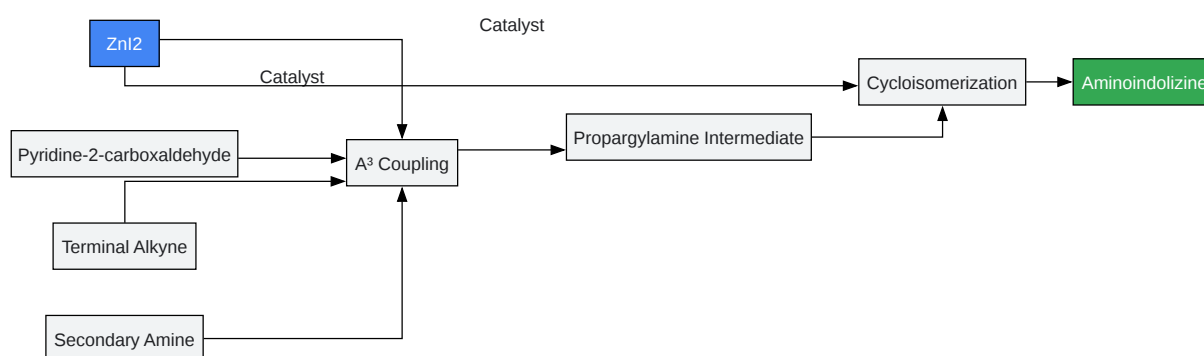 Catalyst
ZnI2
Catalyst
Cycloisomerization
Aminoindolizine
Pyridine-2-carboxaldehyde
A³ Coupling
Propargylamine Intermediate
Terminal Alkyne
Secondary Amine